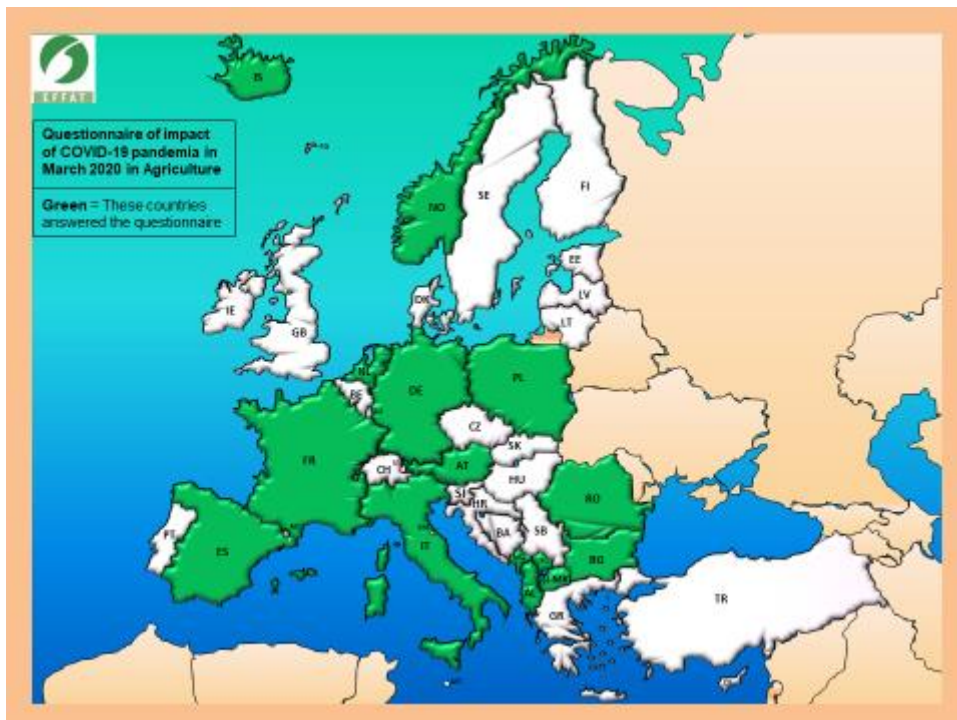 EFFAT
Questionnaire of impact
of COVID-19 pandemia in
March 2020 in Agriculture
Green = These countries
answered the questionnaire
IS
NO
SE
FI
EE
LV
LT
DK
IE
GB
NL
BE
DE
PL
CZ
SK
FR
CH
AT
HU
RO
SI
HR
BA
SB
PT
ES
IT
BG
AL
GR
TR